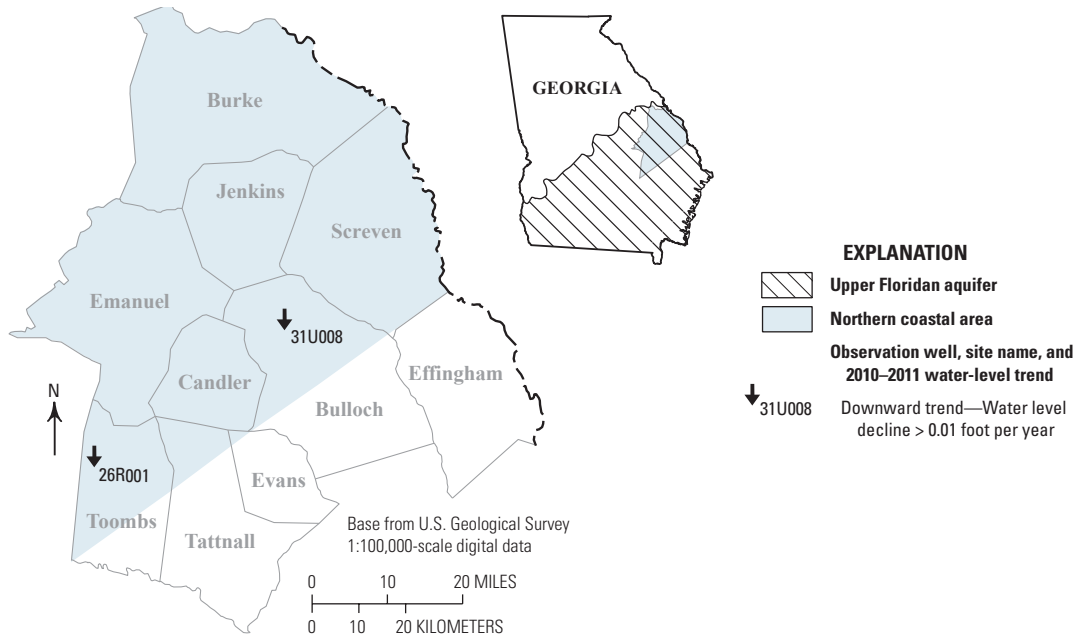 Burke
Jenkins
Screven
Emanuel
31U008
Candler
Effingham
Bulloch
N
26R001
Evans
Toombs
Tattnall
Base from U.S. Geological Survey
1:100,000-scale digital data
0 10 20 MILES
0 10 20 KILOMETERS
GEORGIA
EXPLANATION
Upper Floridan aquifer
Northern coastal area
Observation well, site name, and
2010–2011 water-level trend
31U008
Downward trend—Water level
decline > 0.01 foot per year